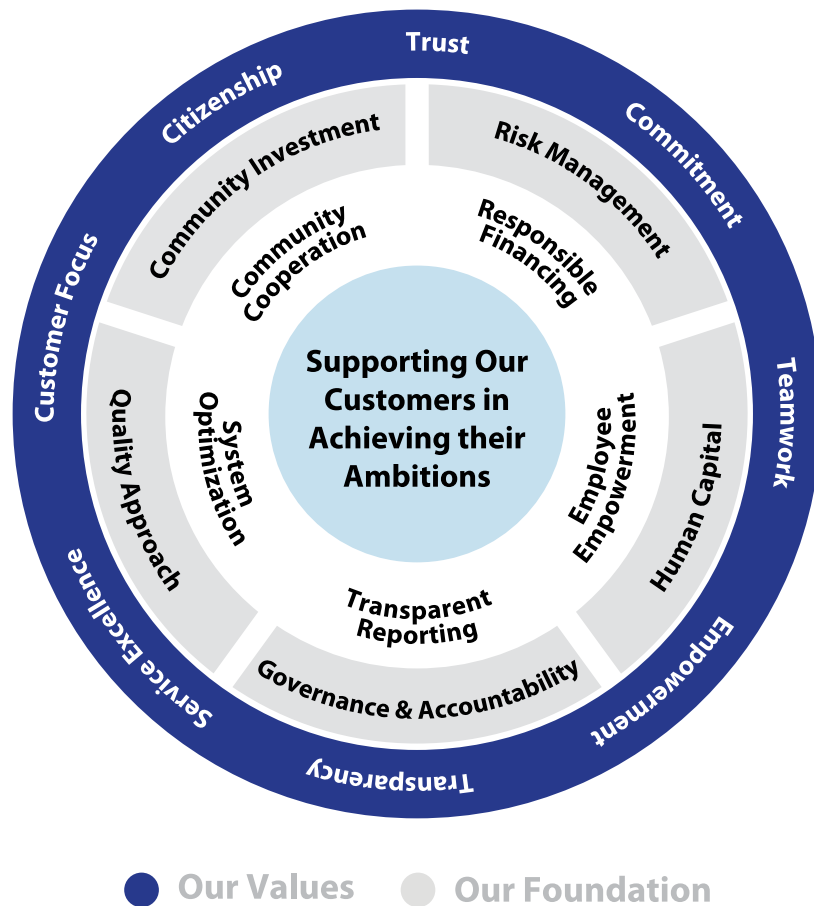 Trust
Commitment
Teamwork
Empowerment
Transparency
Service Excellence
Customer Focus
Citizenship
Community Investment
Risk Management
Human Capital
Governance & Accountability
Quality Approach
Community
Cooperation
Responsible
Financing
Employee
Empowerment
Transparent
Reporting
System
Optimization
Supporting Our
Customers in
Achieving their
Ambitions
Our Values
Our Foundation